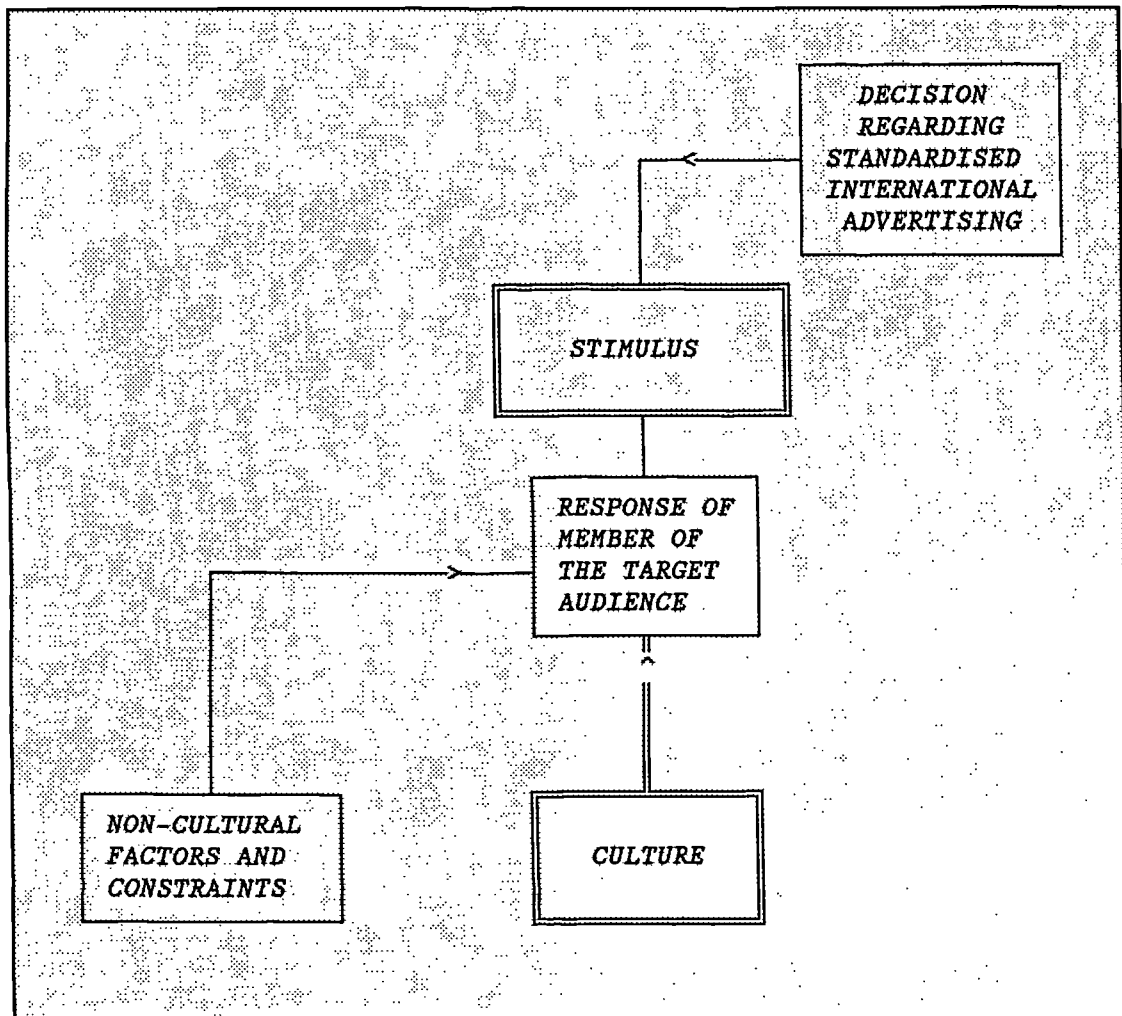 DECISION
REGARDING
STANDARDISED
INTERNATIONAL
ADVERTISING
STIMULUS
RESPONSE OF
MEMBER OF
THE TARGET
AUDIENCE
NON-CULTURAL
FACTORS AND
CONSTRAINTS
CULTURE